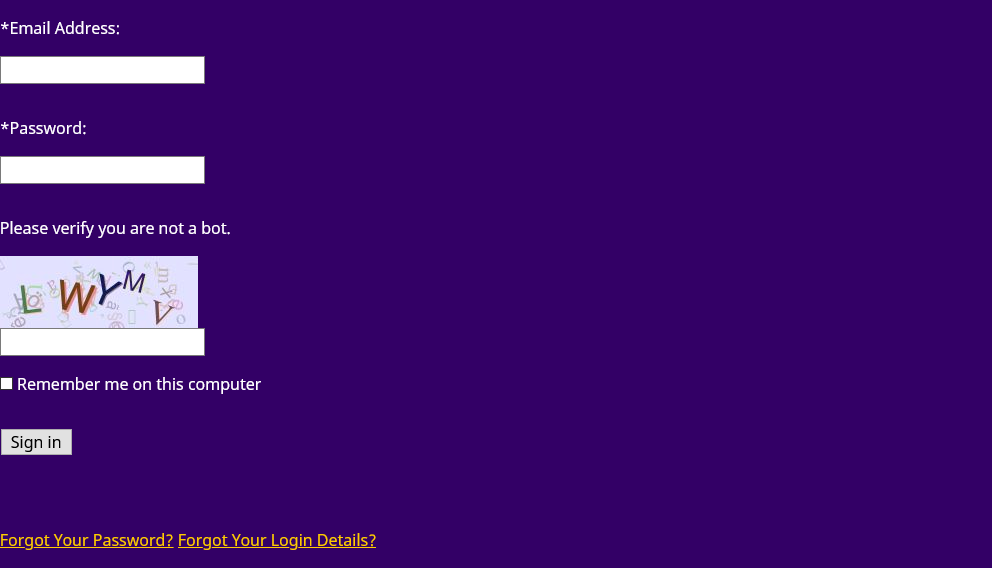 *Email Address:
*Password:
Please verify you are not a bot.
Remember me on this computer
Sign in
Forgot Your Password? Forgot Your Login Details?